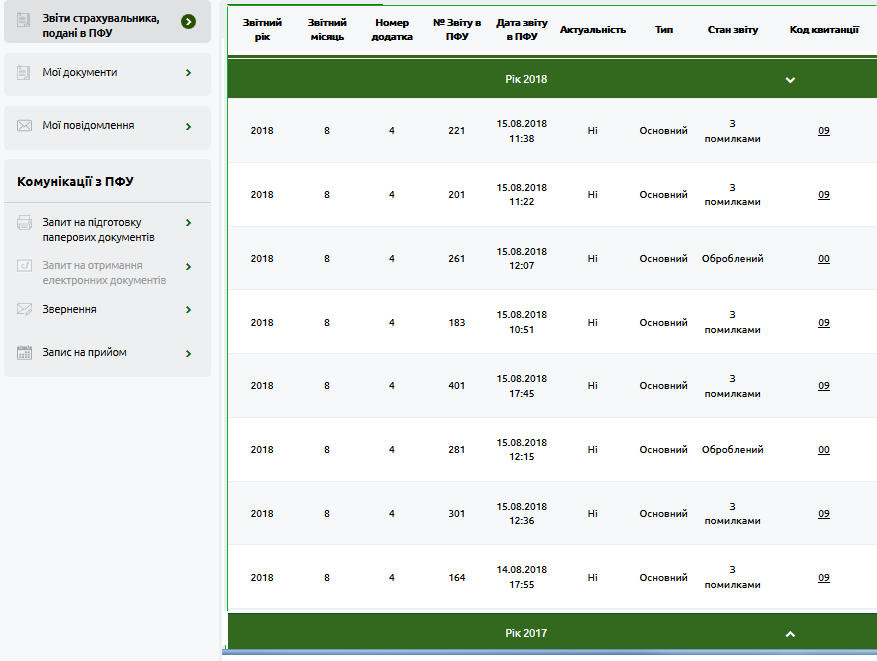 Звіти страхувальника,
подані в ПФУ
Мої документи
Мої повідомлення
Комунікації з ПФУ
Запит на підготовку
паперових документів
Запит на отримання
електронних документів
Звернення
Запис на прийом
Звітний рік Звітний місяць Номер додатка № Звіту в ПФУ Дата звіту в ПФУ Актуальність Тип Стан звіту Код квитанції
Рік 2018
2018 8 4 221 15.08.2018 11:38 Ні Основний З помилками 09
2018 8 4 201 15.08.2018 11:22 Ні Основний З помилками 09
2018 8 4 261 15.08.2018 12:07 Ні Основний Оброблений 00
2018 8 4 183 15.08.2018 10:51 Ні Основний З помилками 09
2018 8 4 401 15.08.2018 17:45 Ні Основний З помилками 09
2018 8 4 281 15.08.2018 12:15 Ні Основний Оброблений 00
2018 8 4 301 15.08.2018 12:36 Ні Основний З помилками 09
2018 8 4 164 14.08.2018 17:55 Ні Основний З помилками 09
Рік 2017